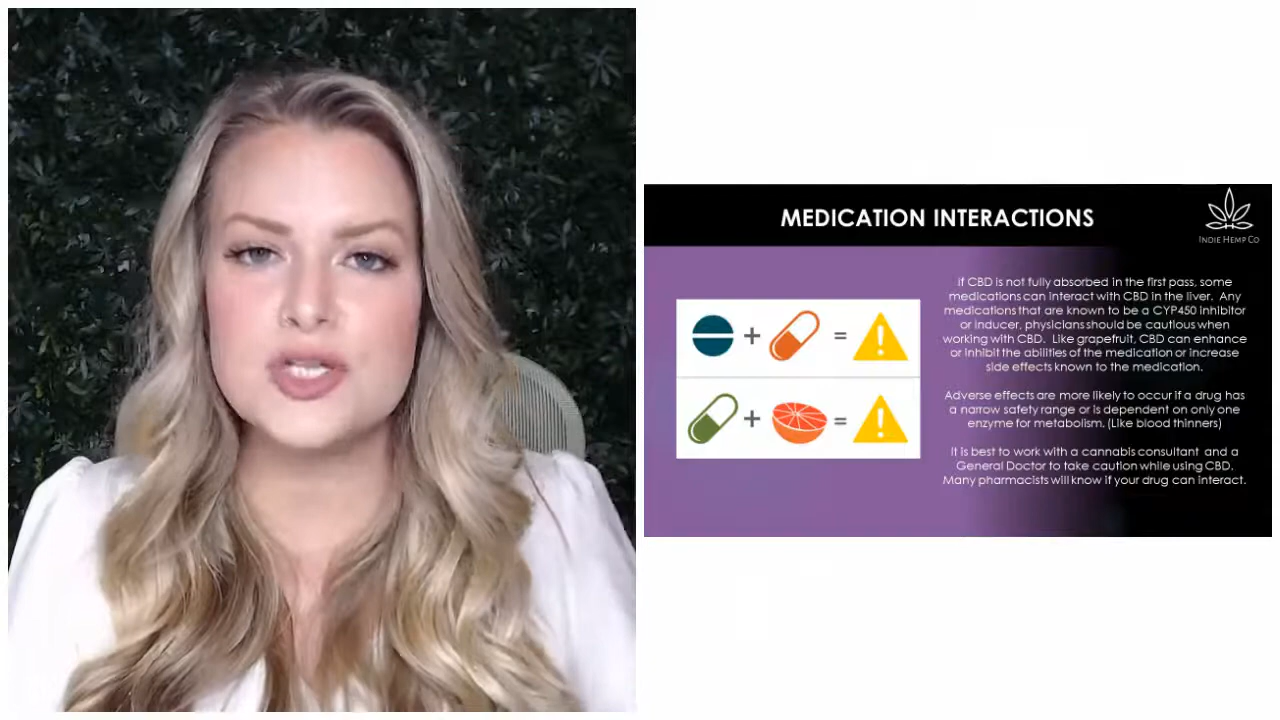 MEDICATION INTERACTIONS
INDIE HEMP CO
If CBD is not fully absorbed in the first pass, some
medications can interact with CBD in the liver. Any
medications that are known to be a CYP450 inhibitor
or inducer, physicians should be cautious when
working with CBD. Like grapefruit, CBD can enhance
or inhibit the abilities of the medication or increase
side effects known to the medication.
Adverse effects are more likely to occur if a drug has
a narrow safety range or is dependent on only one
enzyme for metabolism. (Like blood thinners)
It is best to work with a cannabis consultant and a
General Doctor to take caution while using CBD.
Many pharmacists will know if your drug can interact.